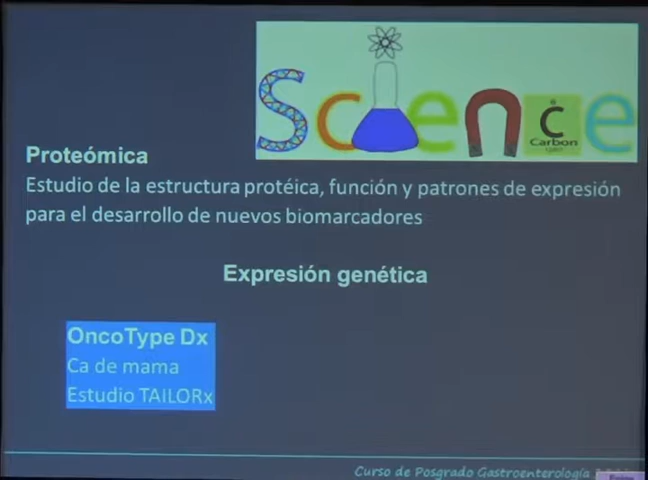 Science
C
Carbon
Proteómica
Estudio de la estructura protéica, función y patrones de expresión
para el desarrollo de nuevos biomarcadores
Expresión genética
OncoType Dx
Ca de mama
Estudio TAILORx
Curso de Posgrado Gastroenterología